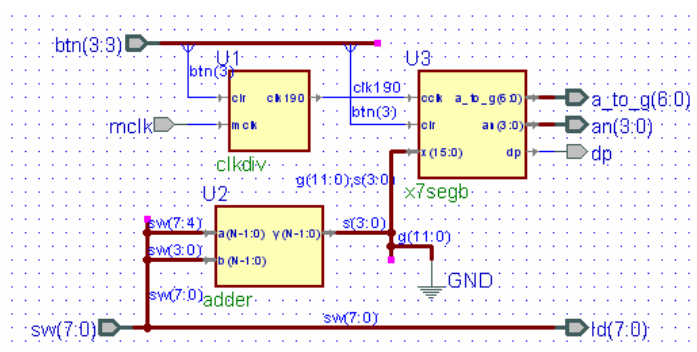 btn(3:3)
U1
U3
btn(3)
clk190
clr clk190
cclk a_to_g(6:0)
a_to_g(6:0)
btn(3)
mclk
mclk
clr an(3:0)
an(3:0)
x(15:0) dp
dp
clkdiv
g(11:0),s(3:0)
x7segb
U2
sw(7:4)
a(N-1:0) y(N-1:0)
s(3:0)
g(11:0)
sw(3:0)
b(N-1:0)
GND
sw(7:0)
adder
sw(7:0)
sw(7:0)
ld(7:0)